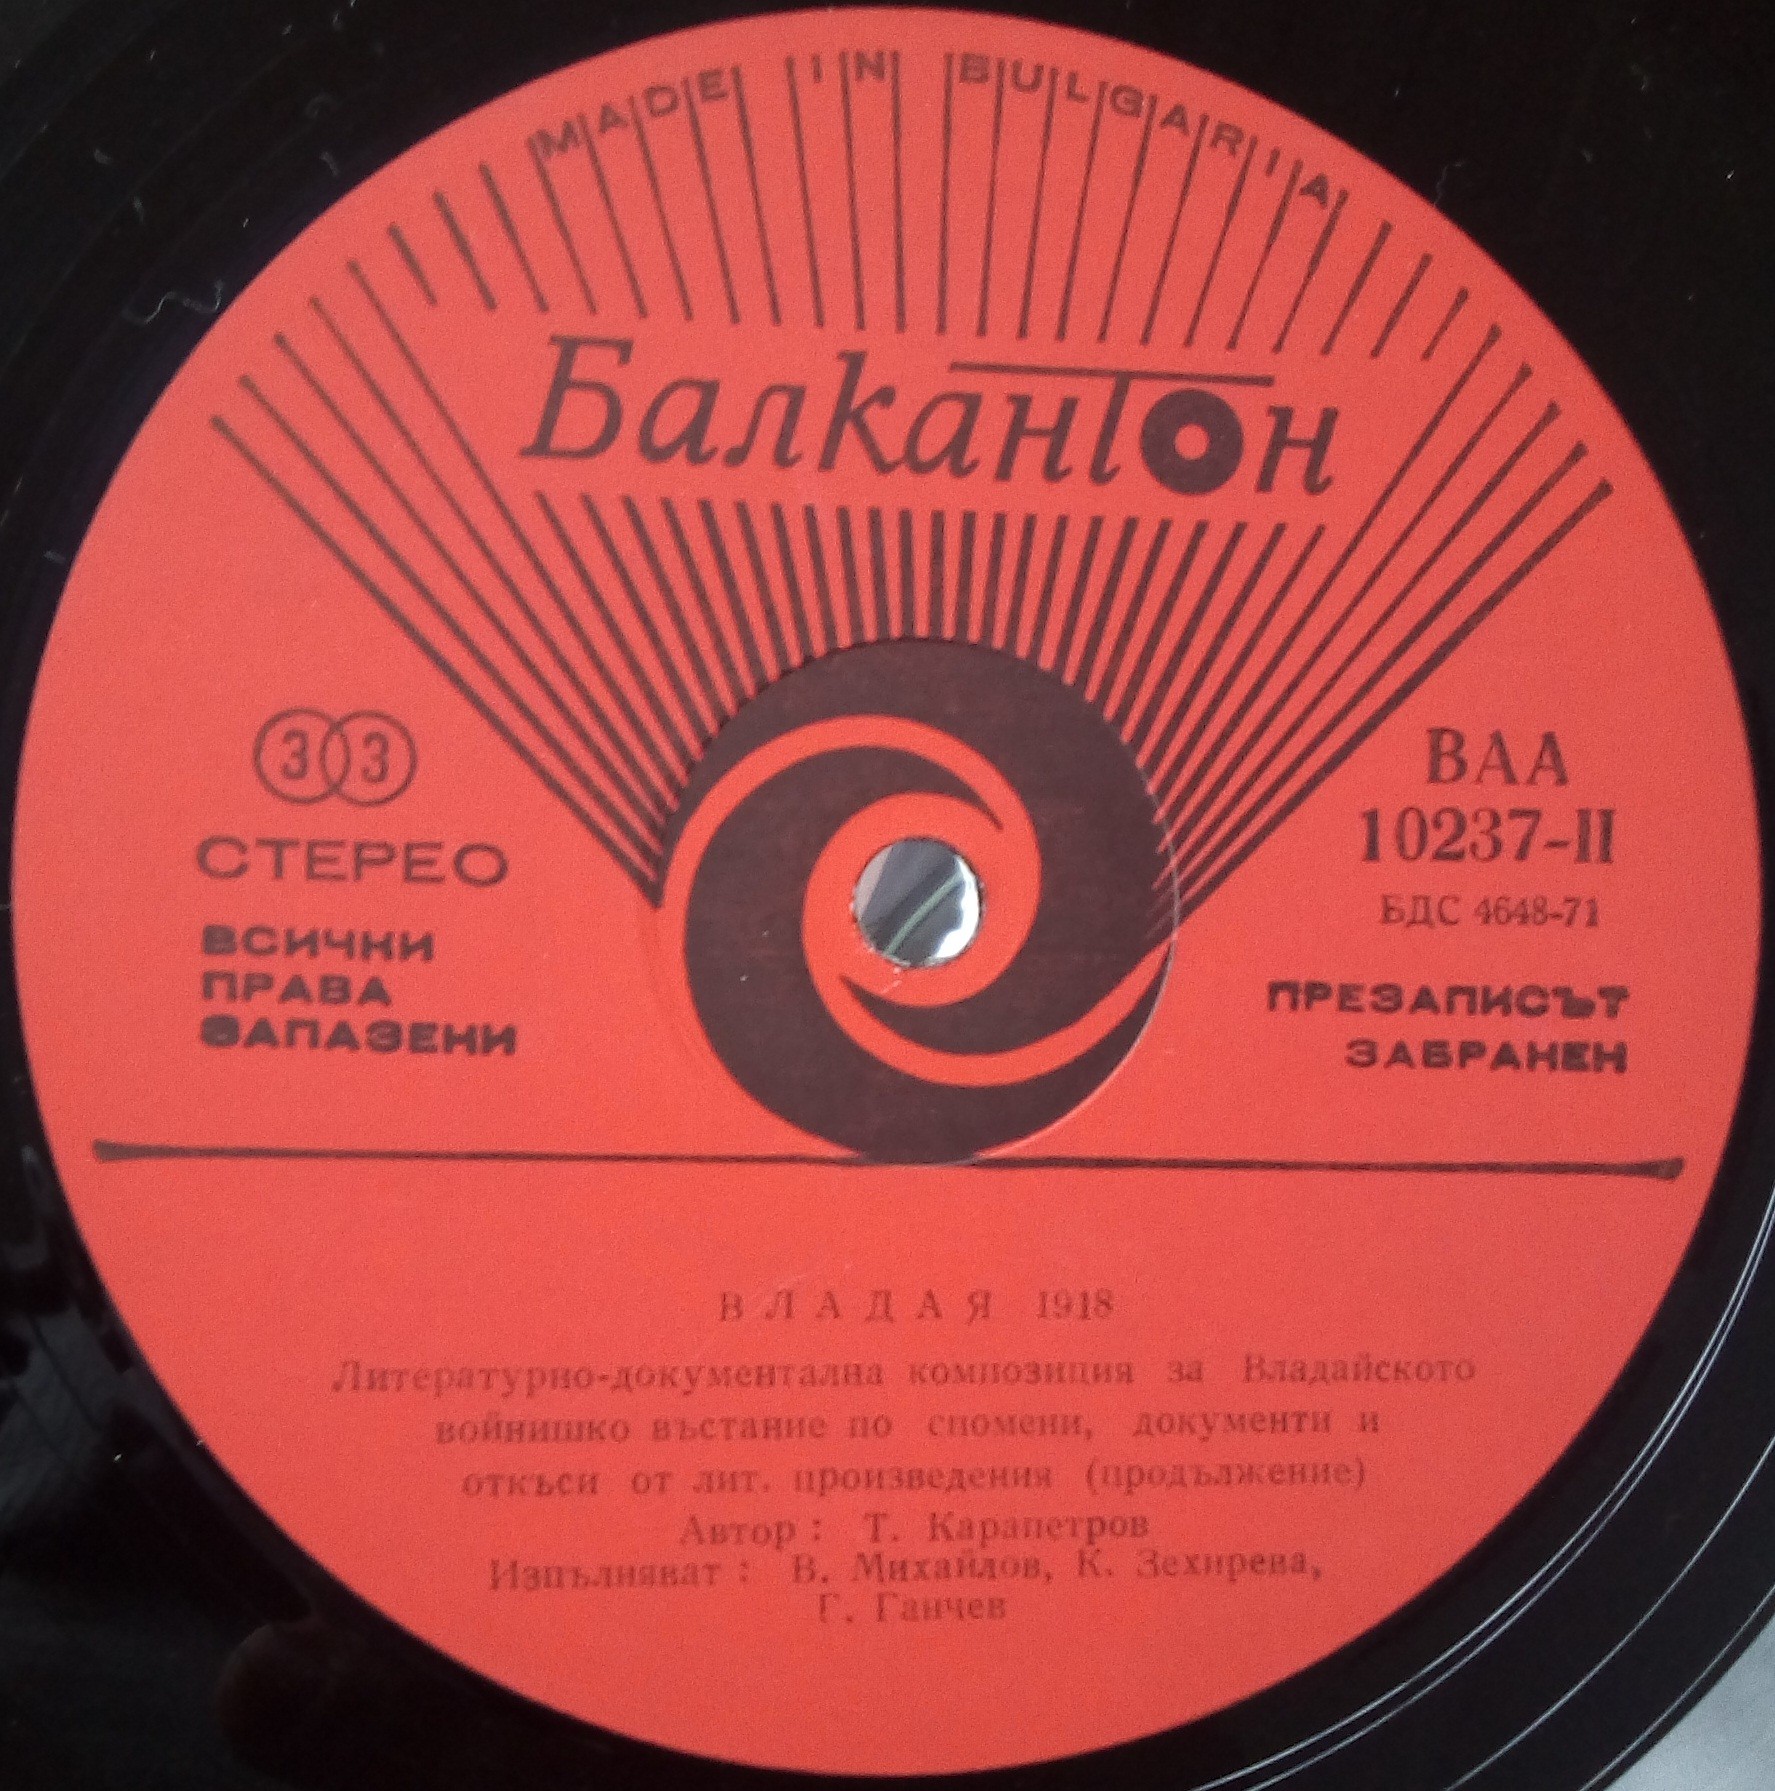 MADE IN BULGARIA
Балкантон
33
СТЕРЕО
ВСИЧКИ
ПРАВА
ЗАПАЗЕНИ
ВАА
10237-II
БДС 4648-71
ПРЕЗАПИСЪТ
ЗАБРАНЕН
ВЛАДАЯ 1918
Литературно-документална композиция за Владайското
войнишко въстание по спомени, документи и
откъси от лит. произведения (продължение)
Автор: Т. Карапетров
Изпълняват: В. Михайлов, К. Зехирева,
Г. Ганчев